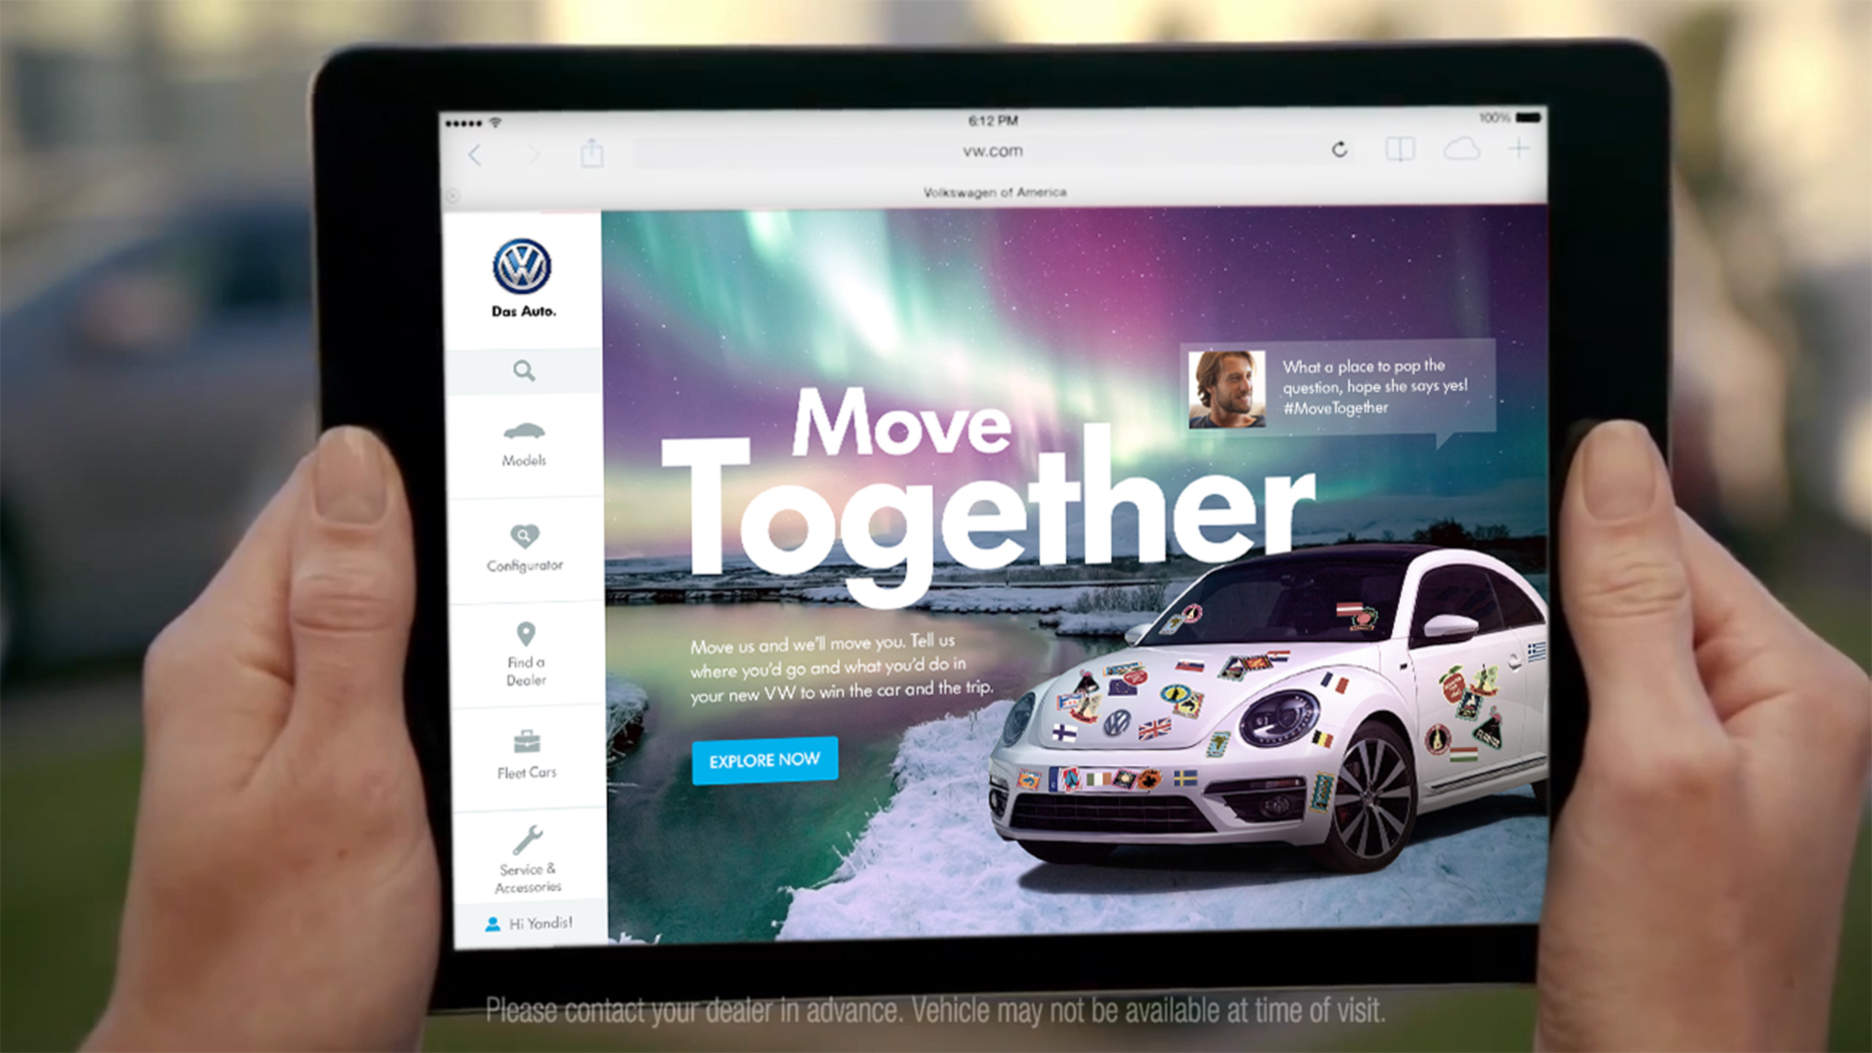 6:12 PM
100%
vw.com
Volkswagen of America
Das Auto.
Models
Configurator
Find a
Dealer
Fleet Cars
Service &
Accessories
Hi Yandis!
What a place to pop the
question, hope she says yes!
#MoveTogether
Move
Together
Move us and we'll move you. Tell us
where you'd go and what you'd do in
your new VW to win the car and the trip.
EXPLORE NOW
Please contact your dealer in advance. Vehicle may not be available at time of visit.